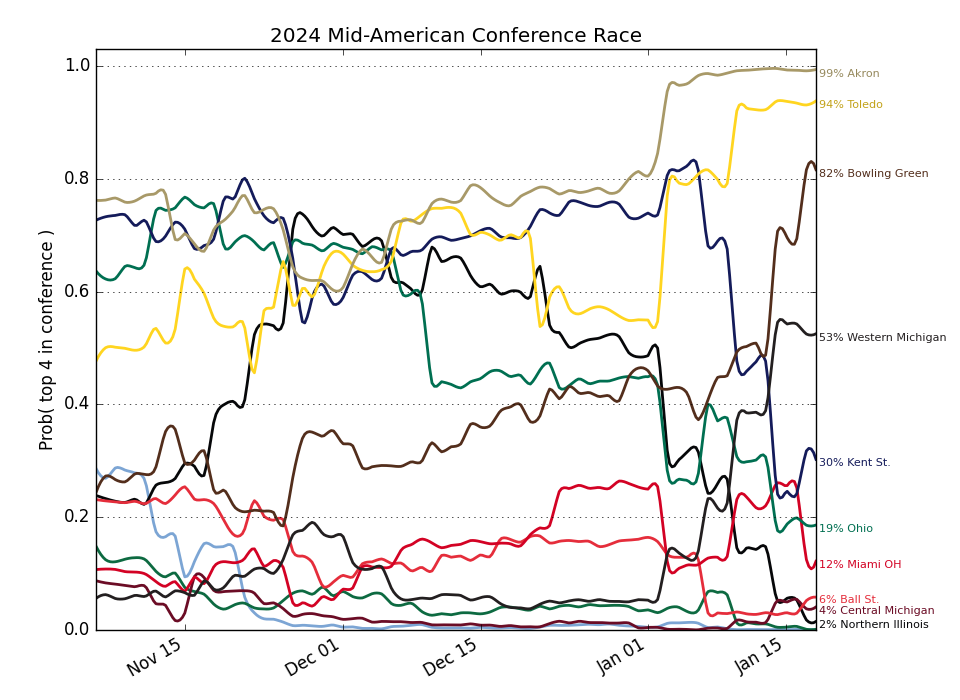 2024 Mid-American Conference Race
Prob( top 4 in conference )
1.0
0.8
0.6
0.4
0.2
0.0
Nov 15
Dec 01
Dec 15
Jan 01
Jan 15
99% Akron
94% Toledo
82% Bowling Green
53% Western Michigan
30% Kent St.
19% Ohio
12% Miami OH
6% Ball St.
4% Central Michigan
2% Northern Illinois